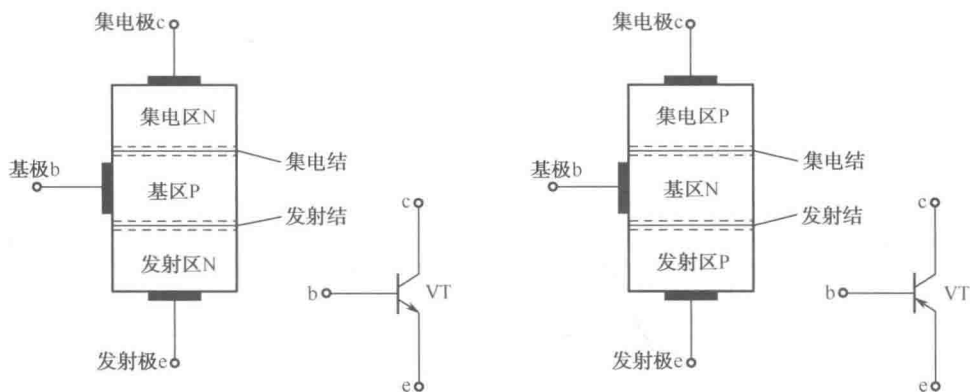 集电极c
集电区N
集电结
基极b
基区P
发射结
发射区N
发射极e
c
b
VT
e
集电极c
集电区P
集电结
基极b
基区N
发射结
发射区P
发射极e
c
b
VT
e